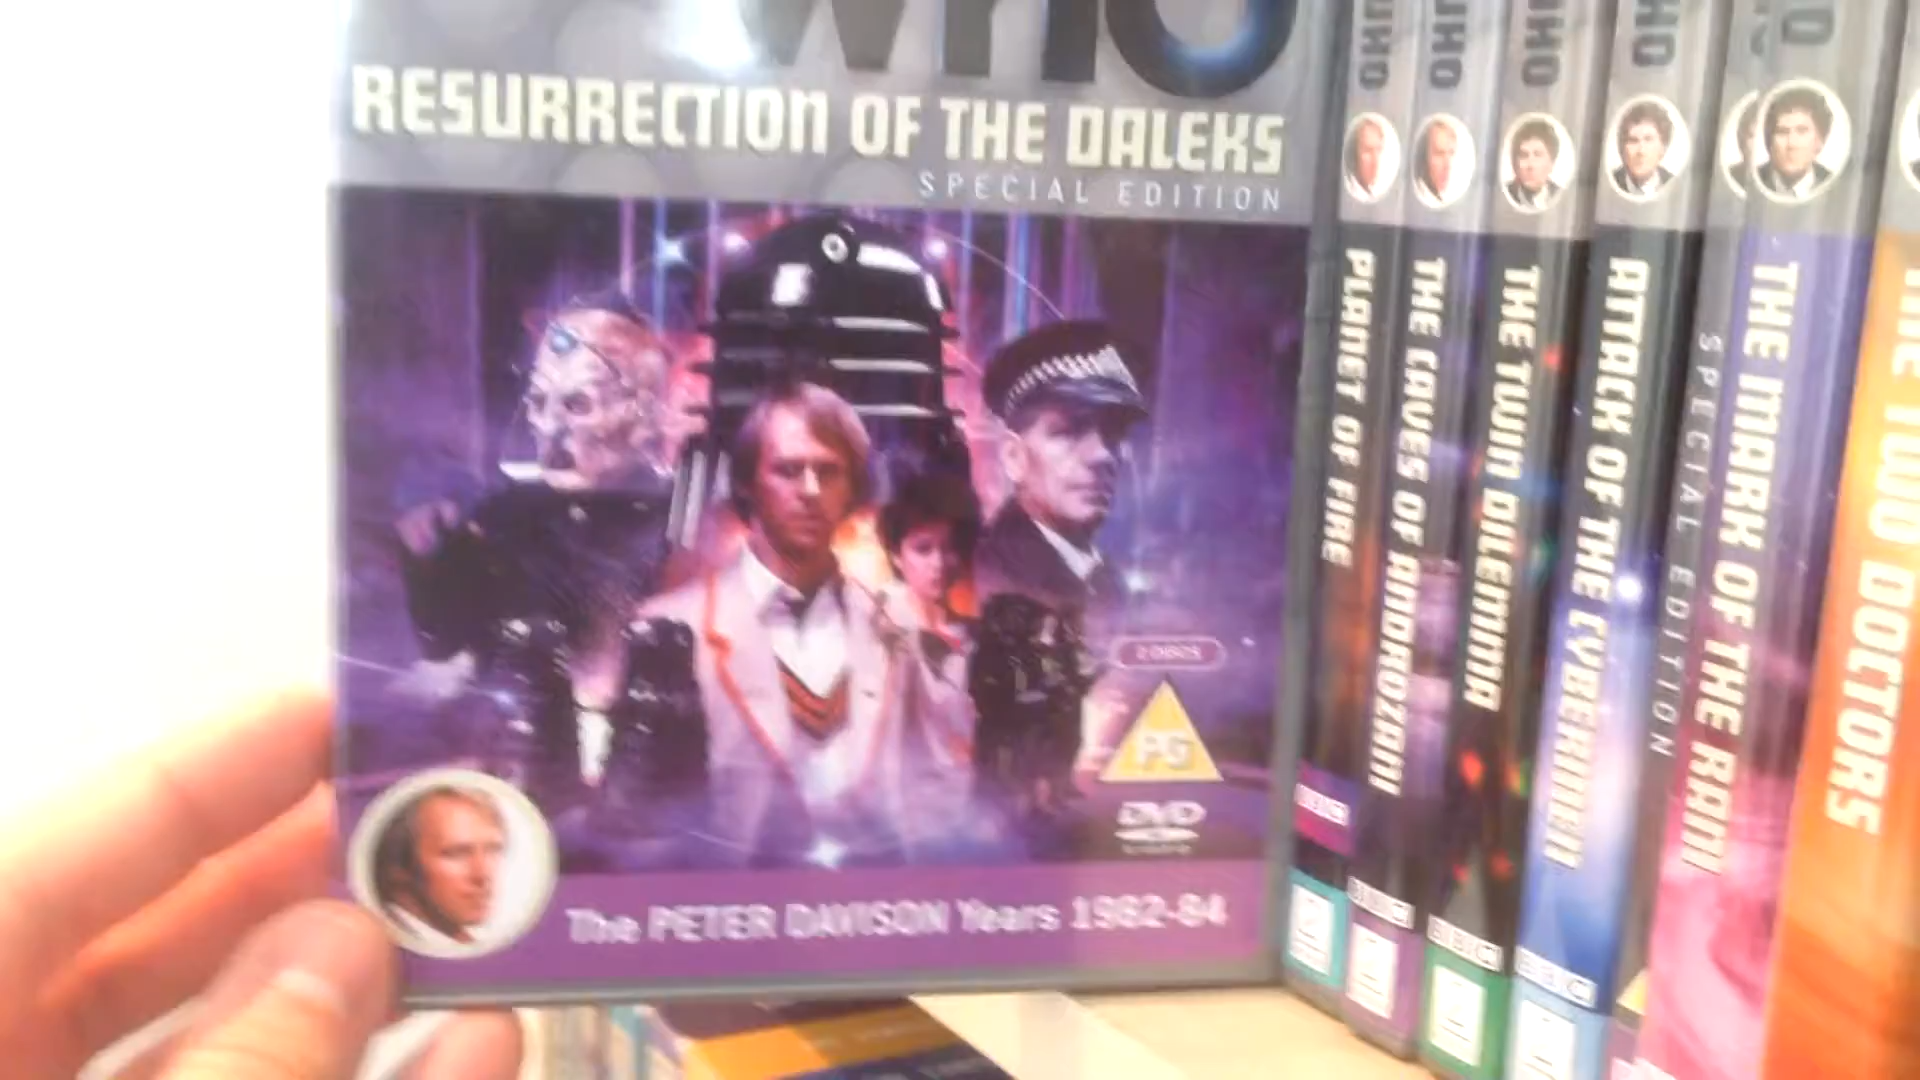 WHO
RESURRECTION OF THE DALEKS
SPECIAL EDITION
2 DISCS
PG
DVD
The PETER DAVISON Years 1982-84
WHO
PLANET OF FIRE
BBC
WHO
THE CAVES OF ANDROZANI
BBC
WHO
THE TWIN DILEMMA
BBC
WHO
ATTACK OF THE CYBERMEN
BBC
SPECIAL EDITION
THE MARK OF THE RANI
THE TWO DOCTORS